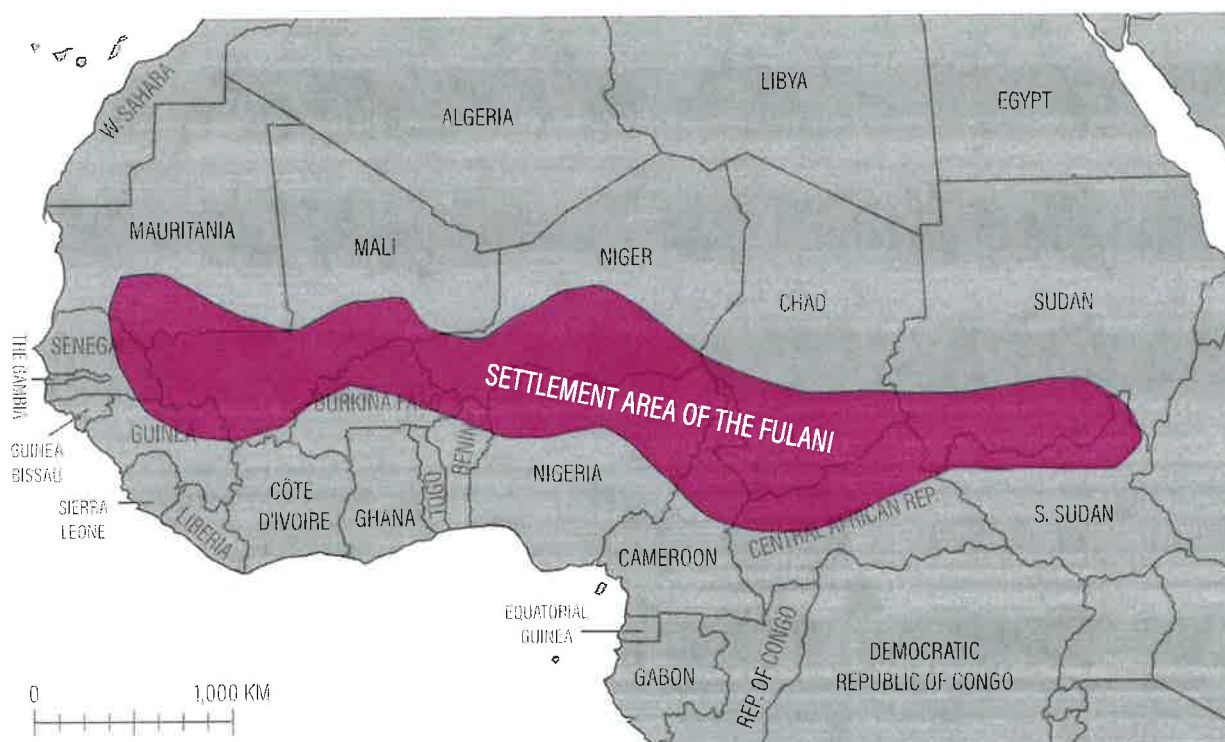 W. SAHARA
ALGERIA
LIBYA
EGYPT
MAURITANIA
MALI
NIGER
CHAD
SUDAN
SENEGAL
THE GAMBIA
GUINEA
BISSAU
GUINEA
SIERRA
LEONE
LIBERIA
CÔTE
D'IVOIRE
BURKINA FASO
GHANA
TOGO
BENIN
NIGERIA
SETTLEMENT AREA OF THE FULANI
CAMEROON
CENTRAL AFRICAN REP.
S. SUDAN
EQUATORIAL
GUINEA
GABON
REP. OF CONGO
DEMOCRATIC
REPUBLIC OF CONGO
0 1,000 KM